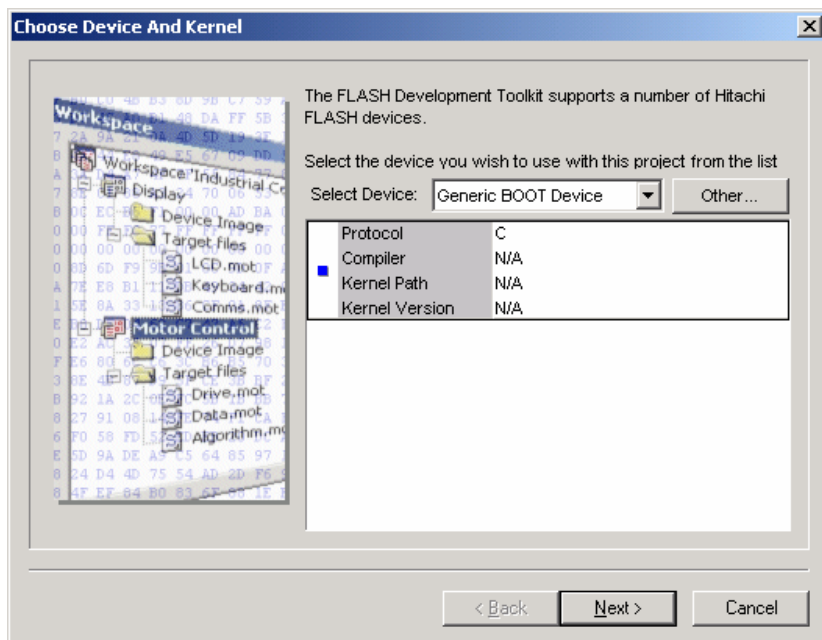 Choose Device And Kernel
The FLASH Development Toolkit supports a number of Hitachi
FLASH devices.
Select the device you wish to use with this project from the list
Select Device: Generic BOOT Device Other...
Protocol C
Compiler N/A
Kernel Path N/A
Kernel Version N/A
Workspace
Workspace 'Industrial
Display
Device Image
Target files
LCD.mot
Keyboard.m
Comms.mot
Motor Control
Device Image
Target files
Drive.mot
Data.mot
Algorithm.m
< Back Next > Cancel